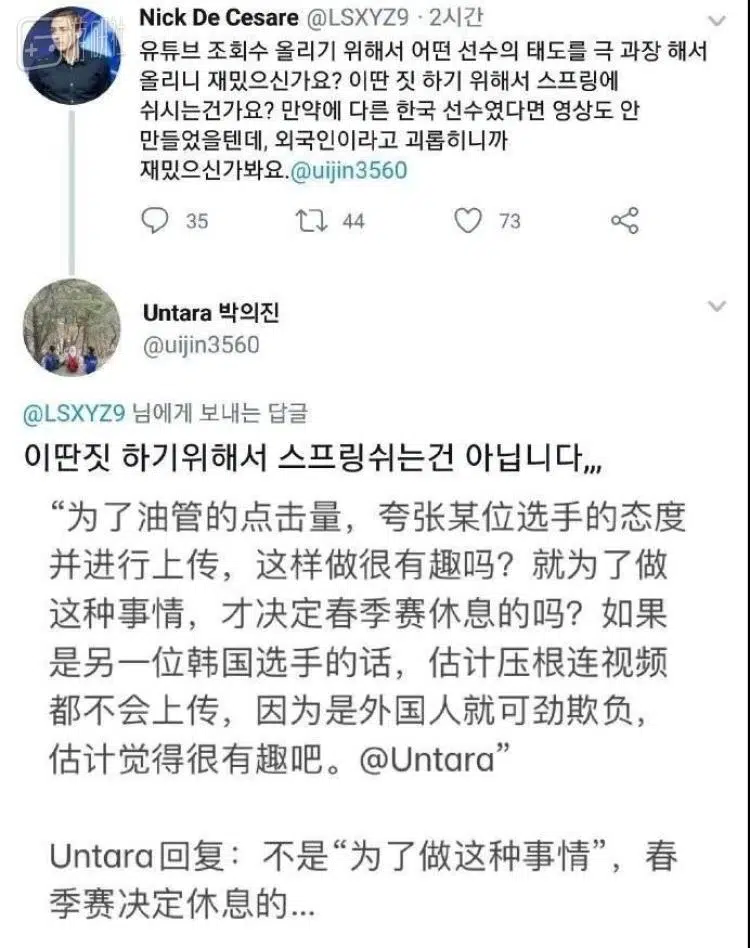 Nick De Cesare @LSXYZ9 · 2시간
유튜브 조회수 올리기 위해서 어떤 선수의 태도를 극 과장 해서
올리니 재밌으신가요? 이딴 짓 하기 위해서 스프링에
쉬시는건가요? 만약에 다른 한국 선수였다면 영상도 안
만들었을텐데, 외국인이라고 괴롭히니까
재밌으신가봐요.@uijin3560
35 44 73
Untara 박의진
@uijin3560
@LSXYZ9 님에게 보내는 답글
이딴짓 하기위해서 스프링쉬는건 아닙니다,,,
“为了油管的点击量，夸张某位选手的态度
并进行上传，这样做很有趣吗？就为了做
这种事情，才决定春季赛休息的吗？如果
是另一位韩国选手的话，估计压根连视频
都不会上传，因为是外国人就可劲欺负，
估计觉得很有趣吧。@Untara”
Untara回复：不是“为了做这种事情”，春
季赛决定休息的...